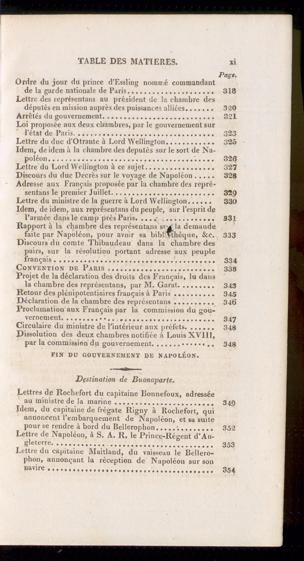 TABLE DES MATIERES. xi
Page.
Ordre du jour du prince d'Essling nommé commandant
de la garde nationale de Paris 318
Lettre des représentans au président de la chambre des
députés en mission auprès des puissances alliées 320
Arrêtés du gouvernement 321
Loi proposée aux deux chambres, par le gouvernement sur
l'état de Paris 323
Lettre du duc d'Otrante à Lord Wellington 325
Idem, de idem à la chambre des députés sur le sort de Na-
poléon 326
Lettre du Lord Wellington à ce sujet 327
Discours du duc Decrès sur le voyage de Napoléon 328
Adresse aux Français proposée par la chambre des repré-
sentans le premier Juillet 329
Lettre du ministre de la guerre à Lord Wellington 330
Idem, de idem, aux représentans du peuple, sur l'esprit de
l'armée dans le camp près Paris 331
Rapport à la chambre des représentans sur la demande
faite par Napoléon, pour avoir sa bibliothèque, &c. 333
Discours du comte Thibaudeau dans la chambre des
pairs, sur la résolution portant adresse aux peuple
français 334
CONVENTION DE PARIS 338
Projet de la déclaration des droits des Français, lu dans
la chambre des représentans, par M. Garat 343
Retour des plénipotentiaires français à Paris 345
Déclaration de la chambre des représentans 346
Proclamation aux Français par la commission du gou-
vernement 347
Circulaire du ministre de l'intérieur aux préfets 348
Dissolution des deux chambres notifiée à Louis XVIII,
par la commission du gouvernement 348
FIN DU GOUVERNEMENT DE NAPOLÉON.
Destination de Buonaparte.
Lettres de Rochefort du capitaine Bonnefoux, adressée
au ministre de la marine 349
Idem, du capitaine de frégate Rigny à Rochefort, qui
annoncent l'embarquement de Napoléon, et sa suite
pour se rendre à bord du Bellerophon 352
Lettre de Napoléon, à S. A. R. le Prince-Régent d'An-
gleterre 353
Lettre du capitaine Maitland, du vaisseau le Bellero-
phon, annonçant la réception de Napoléon sur son
navire 354